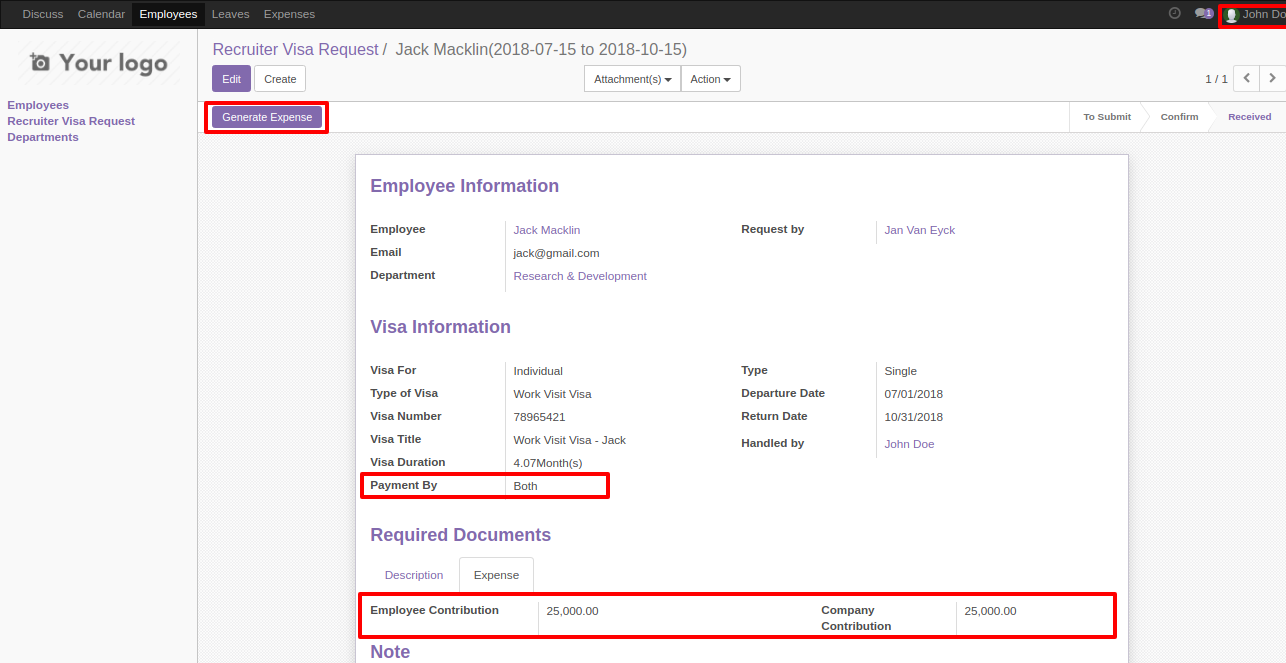 Discuss Calendar Employees Leaves Expenses 1 John Do
Your logo
Recruiter Visa Request / Jack Macklin(2018-07-15 to 2018-10-15)
Edit Create Attachment(s) Action 1 / 1
Employees
Recruiter Visa Request
Departments
Generate Expense To Submit Confirm Received
Employee Information
Employee Jack Macklin Request by Jan Van Eyck
Email jack@gmail.com
Department Research & Development
Visa Information
Visa For Individual Type Single
Type of Visa Work Visit Visa Departure Date 07/01/2018
Visa Number 78965421 Return Date 10/31/2018
Visa Title Work Visit Visa - Jack Handled by John Doe
Visa Duration 4.07Month(s)
Payment By Both
Required Documents
Description Expense
Employee Contribution 25,000.00 Company 25,000.00
Contribution
Note